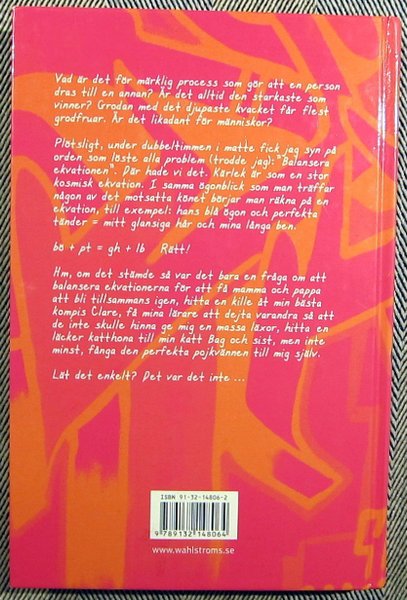 Vad är det för märklig process som gör att en person
dras till en annan? Är det alltid den starkaste som
vinner? Grodan med det djupaste kväcket får flest
grodfruar. Är det likadant för människor?
Plötsligt, under dubbeltimmen i matte fick jag syn på
orden som löste alla problem (trodde jag): "Balansera
ekvationen". Där hade vi det. Kärlek är som en stor
kosmisk ekvation. I samma ögonblick som man träffar
någon av det motsatta könet börjar man räkna på en
ekvation, till exempel: hans blå ögon och perfekta
tänder = mitt glansiga hår och mina långa ben.
bö + pt = gh + lb Rätt!
Hm, om det stämde så var det bara en fråga om att
balansera ekvationerna för att få mamma och pappa
att bli tillsammans igen, hitta en kille åt min bästa
kompis Clare, få mina lärare att dejta varandra så att
de inte skulle hinna ge mig en massa läxor, hitta en
läcker katthona till min katt Bag och sist, men inte
minst, fånga den perfekta pojkvännen till mig själv.
Låt det enkelt? Det var det inte ...
ISBN 91-32-14806-2
9 789132 148064
www.wahlstroms.se